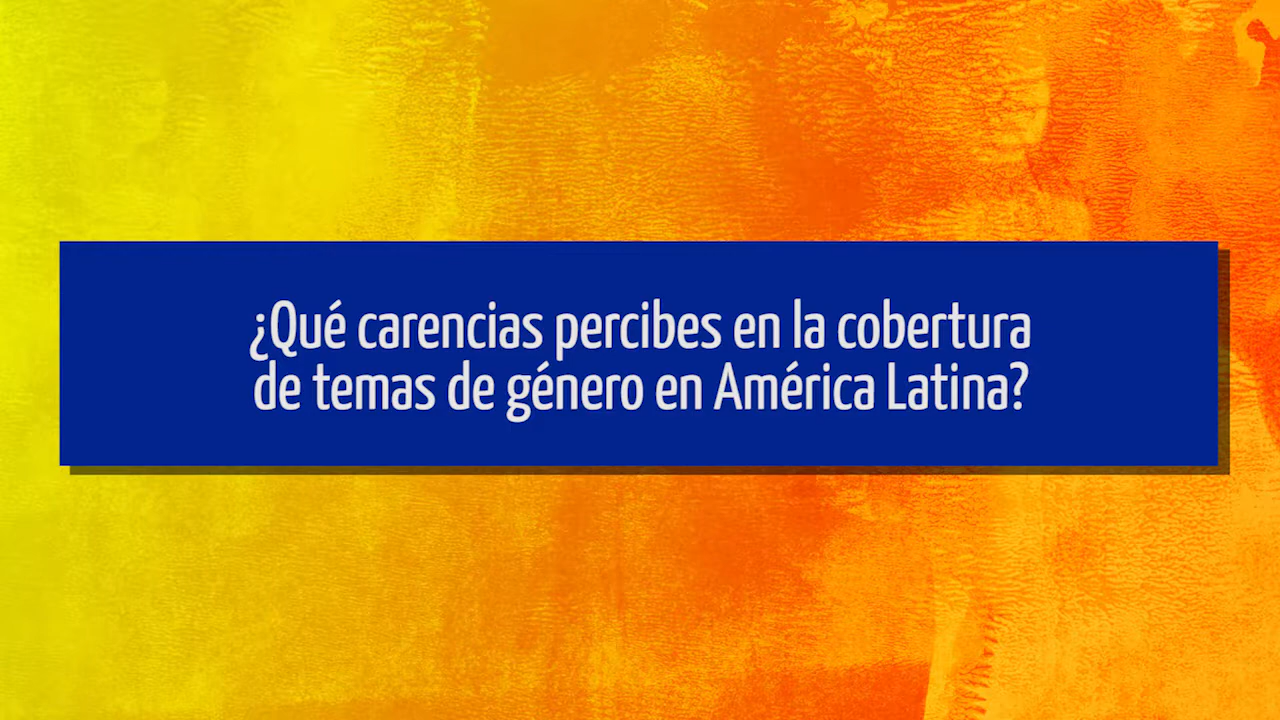 ¿Qué carencias percibes en la cobertura
de temas de género en América Latina?